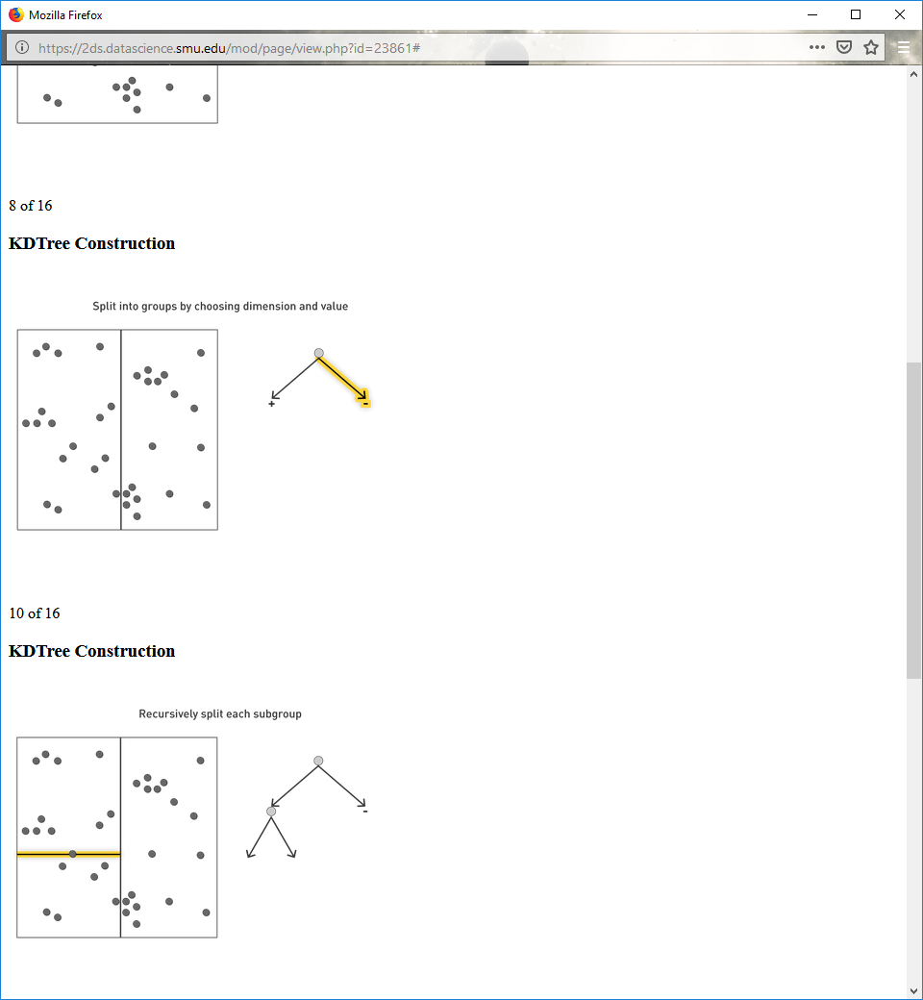 Mozilla Firefox
https://2ds.datascience.smu.edu/mod/page/view.php?id=23861#
8 of 16
KDTree Construction
Split into groups by choosing dimension and value
+
-
10 of 16
KDTree Construction
Recursively split each subgroup
-